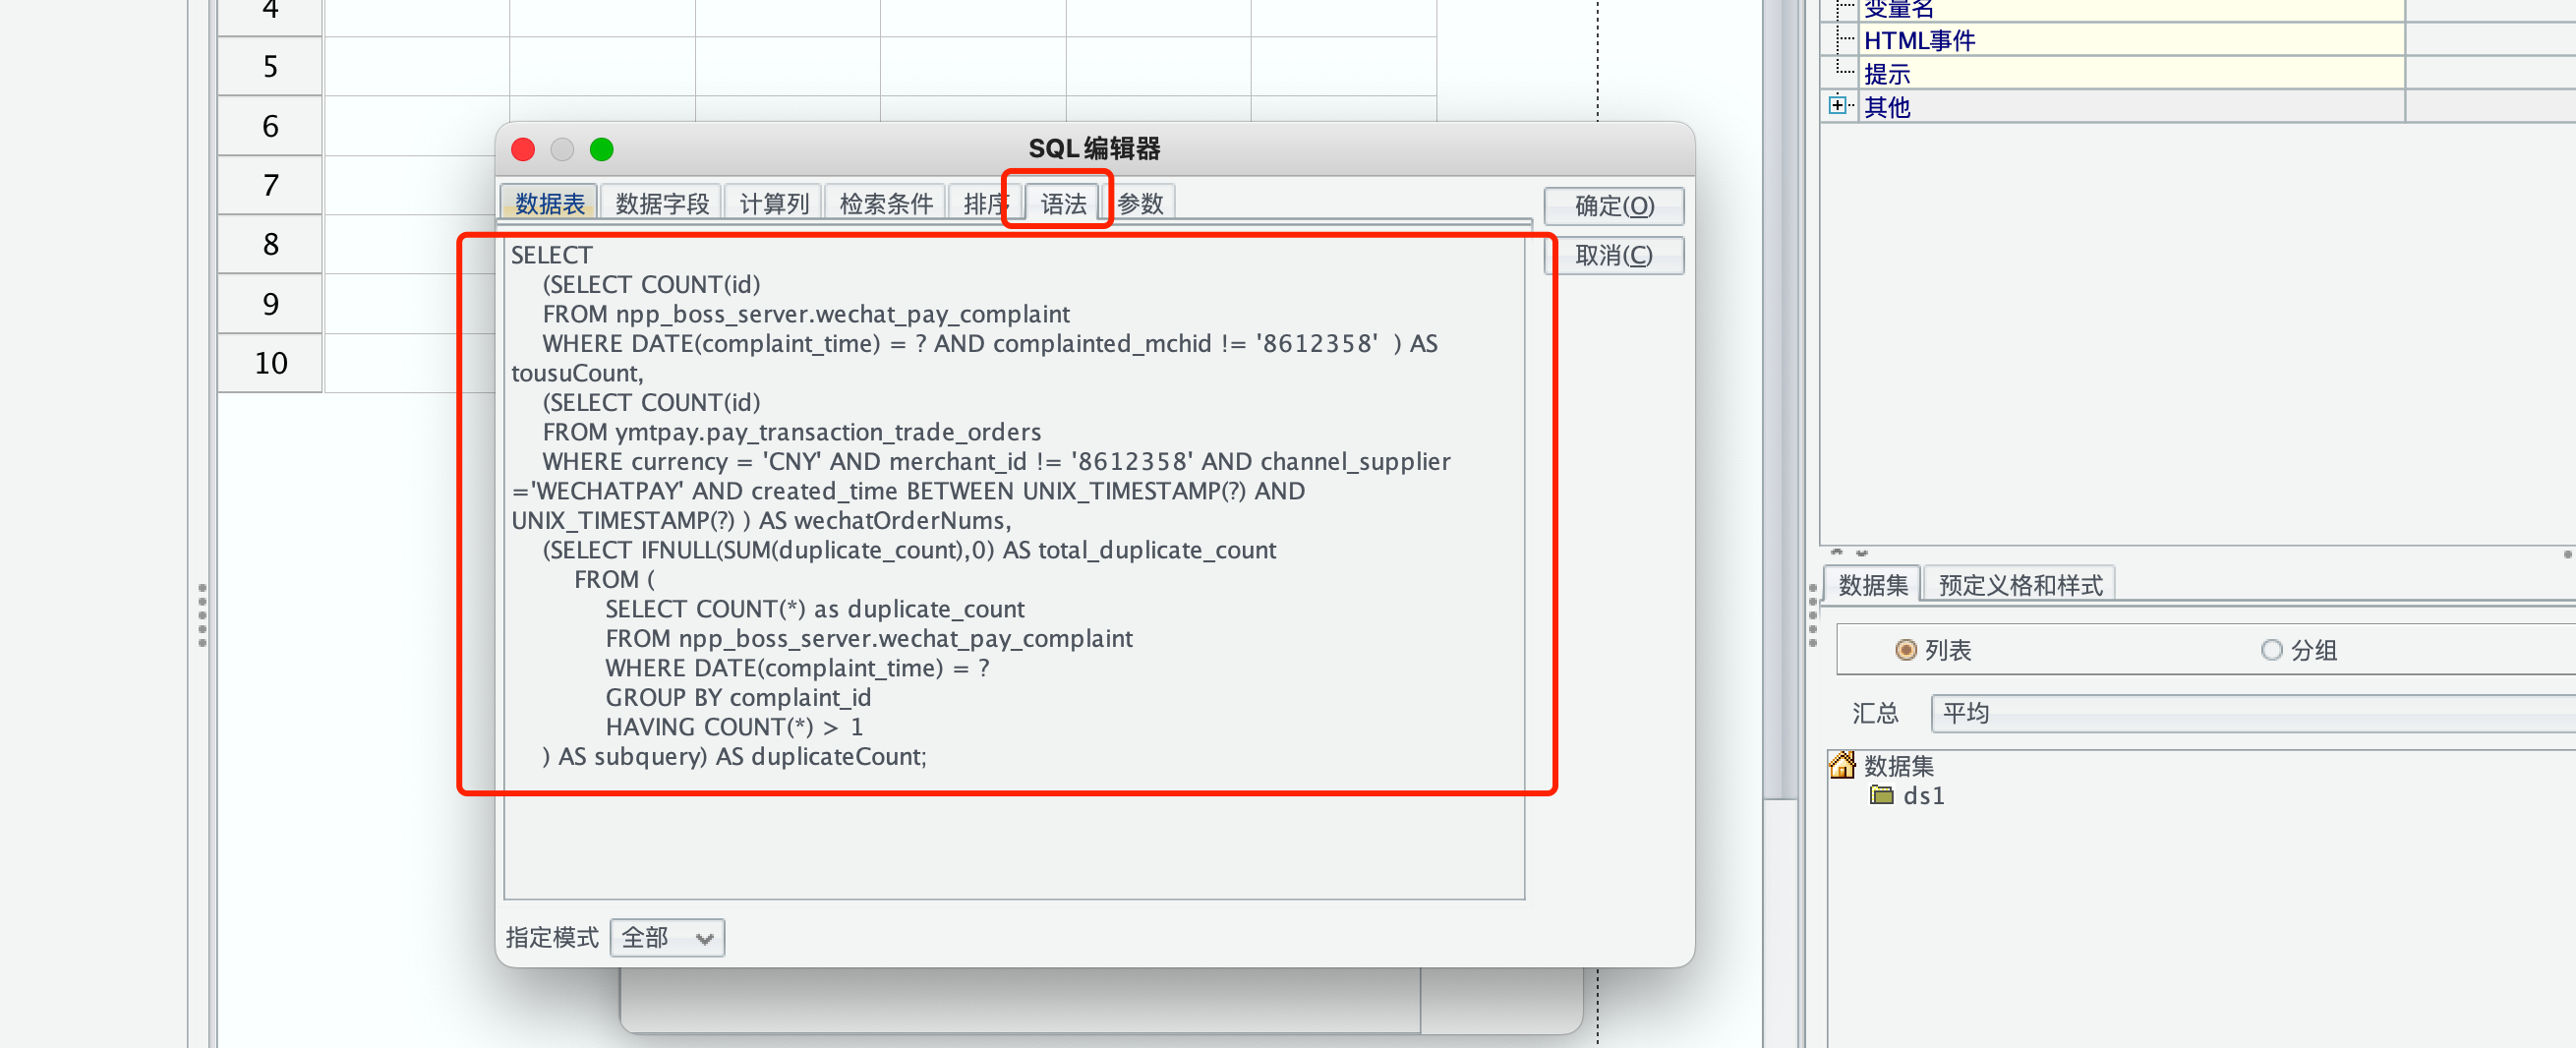 4
5
6
7
8
9
10
变量名
HTML事件
提示
其他
SQL编辑器
数据表 数据字段 计算列 检索条件 排序 语法 参数
确定(O)
取消(C)
SELECT
(SELECT COUNT(id)
FROM npp_boss_server.wechat_pay_complaint
WHERE DATE(complaint_time) = ? AND complainted_mchid != '8612358' ) AS
tousuCount,
(SELECT COUNT(id)
FROM ymtpay.pay_transaction_trade_orders
WHERE currency = 'CNY' AND merchant_id != '8612358' AND channel_supplier
='WECHATPAY' AND created_time BETWEEN UNIX_TIMESTAMP(?) AND
UNIX_TIMESTAMP(?) ) AS wechatOrderNums,
(SELECT IFNULL(SUM(duplicate_count),0) AS total_duplicate_count
FROM (
SELECT COUNT(*) as duplicate_count
FROM npp_boss_server.wechat_pay_complaint
WHERE DATE(complaint_time) = ?
GROUP BY complaint_id
HAVING COUNT(*) > 1
) AS subquery) AS duplicateCount;
指定模式 全部
数据集 预定义格和样式
列表 分组
汇总 平均
数据集
ds1